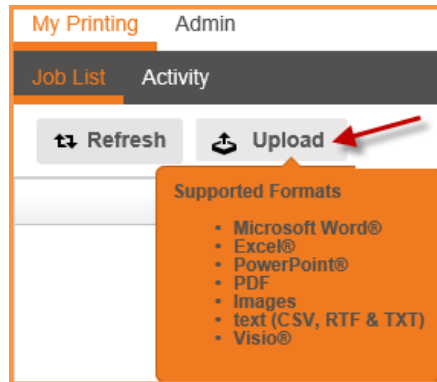 My Printing Admin
Job List Activity
Refresh Upload
Supported Formats
• Microsoft Word®
• Excel®
• PowerPoint®
• PDF
• Images
• text (CSV, RTF & TXT)
• Visio®